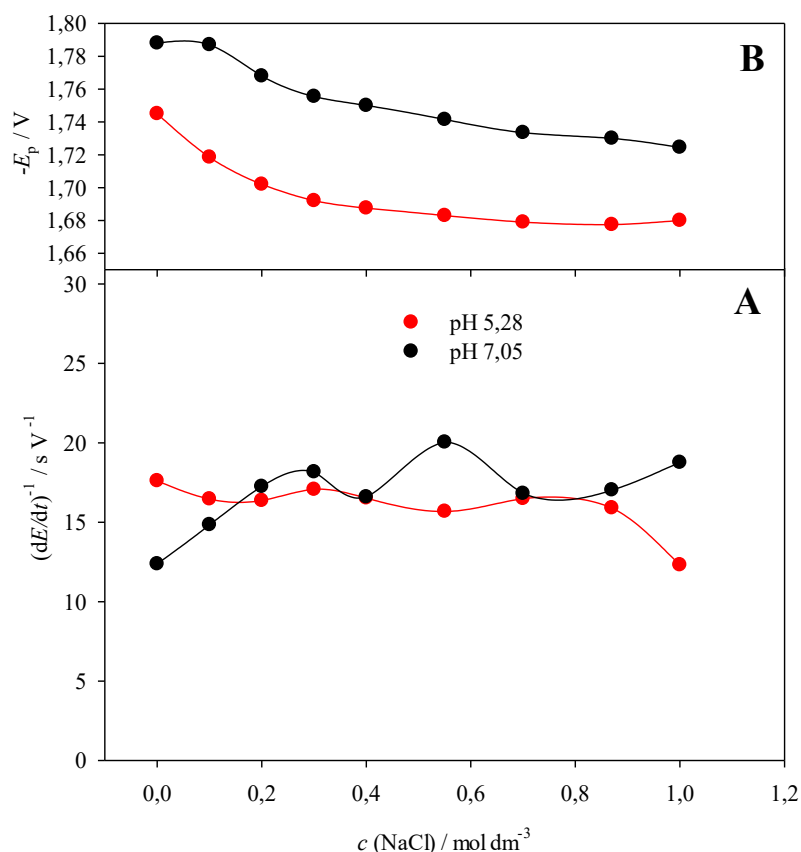 B
1,80
1,78
1,76
1,74
1,72
1,70
1,68
1,66
-Eₚ / V
A
30
25
20
15
10
5
0
(dE/dt)⁻¹ / s V⁻¹
pH 5,28
pH 7,05
0,0 0,2 0,4 0,6 0,8 1,0 1,2
c (NaCl) / mol dm⁻³